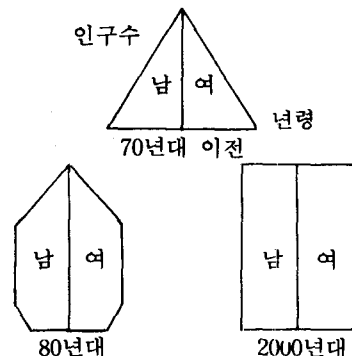 인구수
남 여
년령
70년대 이전
남 여
80년대
남 여
2000년대